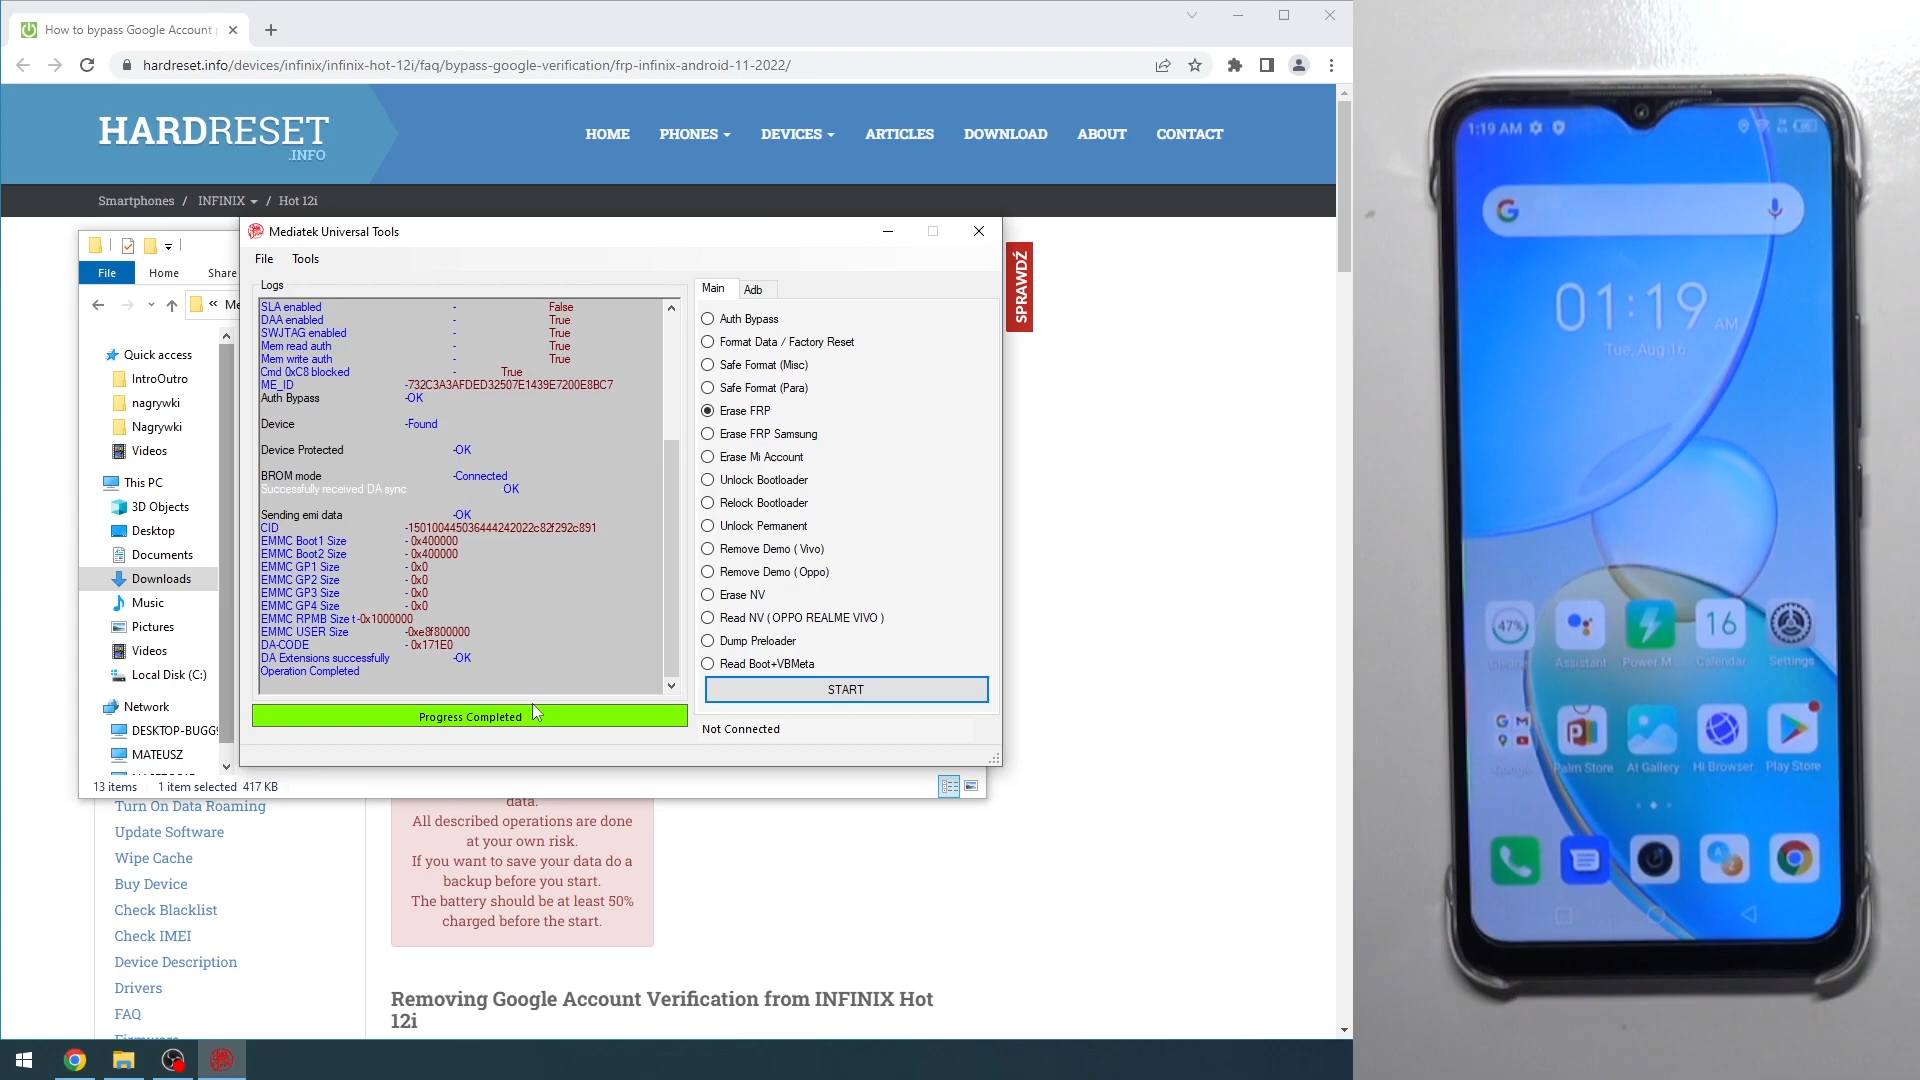 How to bypass Google Account
hardreset.info/devices/infinix/infinix-hot-12i/faq/bypass-google-verification/frp-infinix-android-11-2022/
HARDRESET
.INFO
HOME PHONES DEVICES ARTICLES DOWNLOAD ABOUT CONTACT
Smartphones / INFINIX / Hot 12i
SPRAWDŹ
File Home Share
« Me
Quick access
IntroOutro
nagrywki
Nagrywki
Videos
This PC
3D Objects
Desktop
Documents
Downloads
Music
Pictures
Videos
Local Disk (C:)
Network
DESKTOP-BUGG
MATEUSZ
13 items 1 item selected 417 KB
Mediatek Universal Tools
File Tools
Logs
SLA enabled - False
DAA enabled - True
SWJTAG enabled - True
Mem read auth - True
Mem write auth - True
Cmd 0xC8 blocked - True
ME_ID -732C3A3AFDED32507E1439E7200E8BC7
Auth Bypass -OK
Device -Found
Device Protected -OK
BROM mode -Connected
Successfully received DA sync -OK
Sending emi data -OK
CID -150100445036444242022c82f292c891
EMMC Boot1 Size - 0x400000
EMMC Boot2 Size - 0x400000
EMMC GP1 Size - 0x0
EMMC GP2 Size - 0x0
EMMC GP3 Size - 0x0
EMMC GP4 Size - 0x0
EMMC RPMB Size t -0x1000000
EMMC USER Size -0xe8f800000
DA-CODE - 0x171E0
DA Extensions successfully -OK
Operation Completed
Progress Completed
Main Adb
Auth Bypass
Format Data / Factory Reset
Safe Format (Misc)
Safe Format (Para)
Erase FRP
Erase FRP Samsung
Erase Mi Account
Unlock Bootloader
Relock Bootloader
Unlock Permanent
Remove Demo ( Vivo)
Remove Demo ( Oppo)
Erase NV
Read NV ( OPPO REALME VIVO )
Dump Preloader
Read Boot+VBMeta
START
Not Connected
Turn On Data Roaming
Update Software
Wipe Cache
Buy Device
Check Blacklist
Check IMEI
Device Description
Drivers
FAQ
Firmware
data.
All described operations are done
at your own risk.
If you want to save your data do a
backup before you start.
The battery should be at least 50%
charged before the start.
Removing Google Account Verification from INFINIX Hot
12i
1:19 AM
01:19 AM
Tue, Aug 16
47% 16
Assistant Power M... Calendar Settings
Google Palm Store AI Gallery Hi Browser Play Store